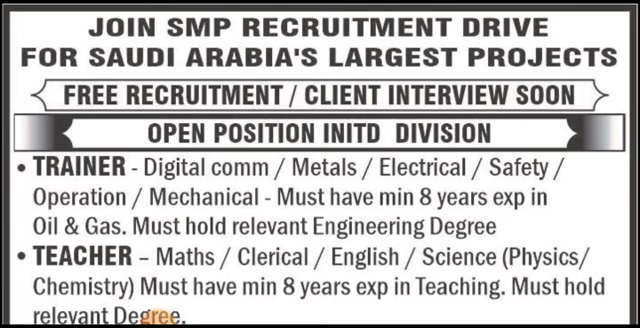 JOIN SMP RECRUITMENT DRIVE
FOR SAUDI ARABIA'S LARGEST PROJECTS
FREE RECRUITMENT / CLIENT INTERVIEW SOON
OPEN POSITION INITD DIVISION
• TRAINER - Digital comm / Metals / Electrical / Safety /
Operation / Mechanical - Must have min 8 years exp in
Oil & Gas. Must hold relevant Engineering Degree
• TEACHER – Maths / Clerical / English / Science (Physics/
Chemistry) Must have min 8 years exp in Teaching. Must hold
relevant Degree.